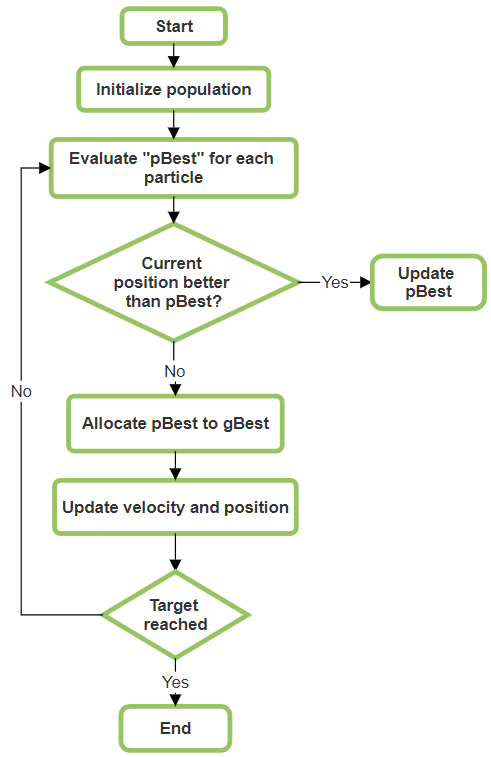 Start
Initialize population
Evaluate "pBest" for each
particle
Current
position better
than pBest?
Yes
Update
pBest
No
No
Allocate pBest to gBest
Update velocity and position
Target
reached
Yes
End